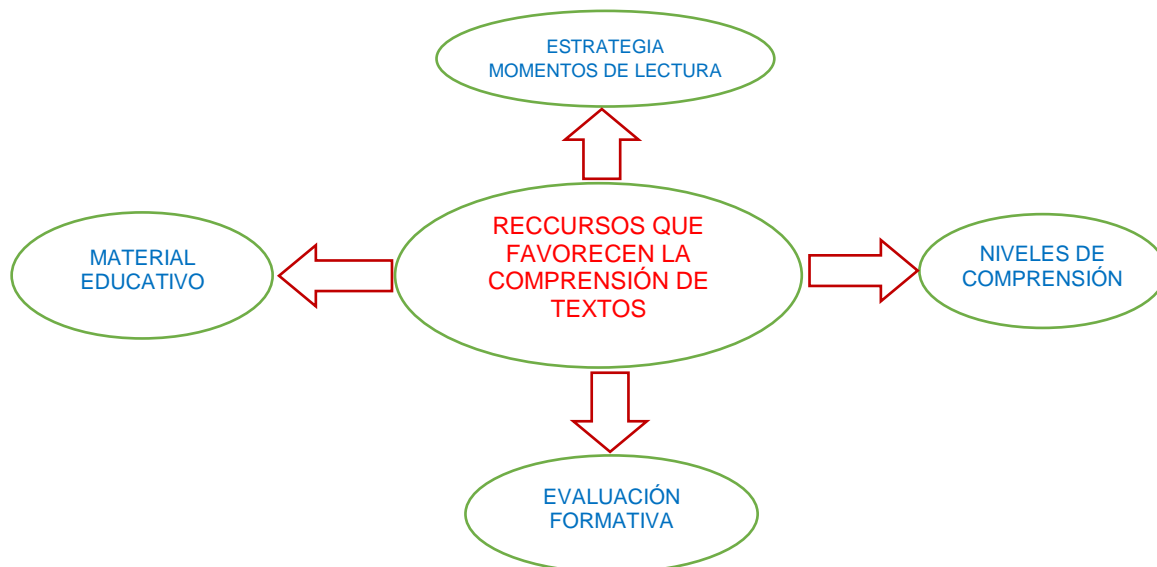 ESTRATEGIA
MOMENTOS DE LECTURA
RECCURSOS QUE
FAVORECEN LA
COMPRENSIÓN DE
TEXTOS
MATERIAL
EDUCATIVO
NIVELES DE
COMPRENSIÓN
EVALUACIÓN
FORMATIVA